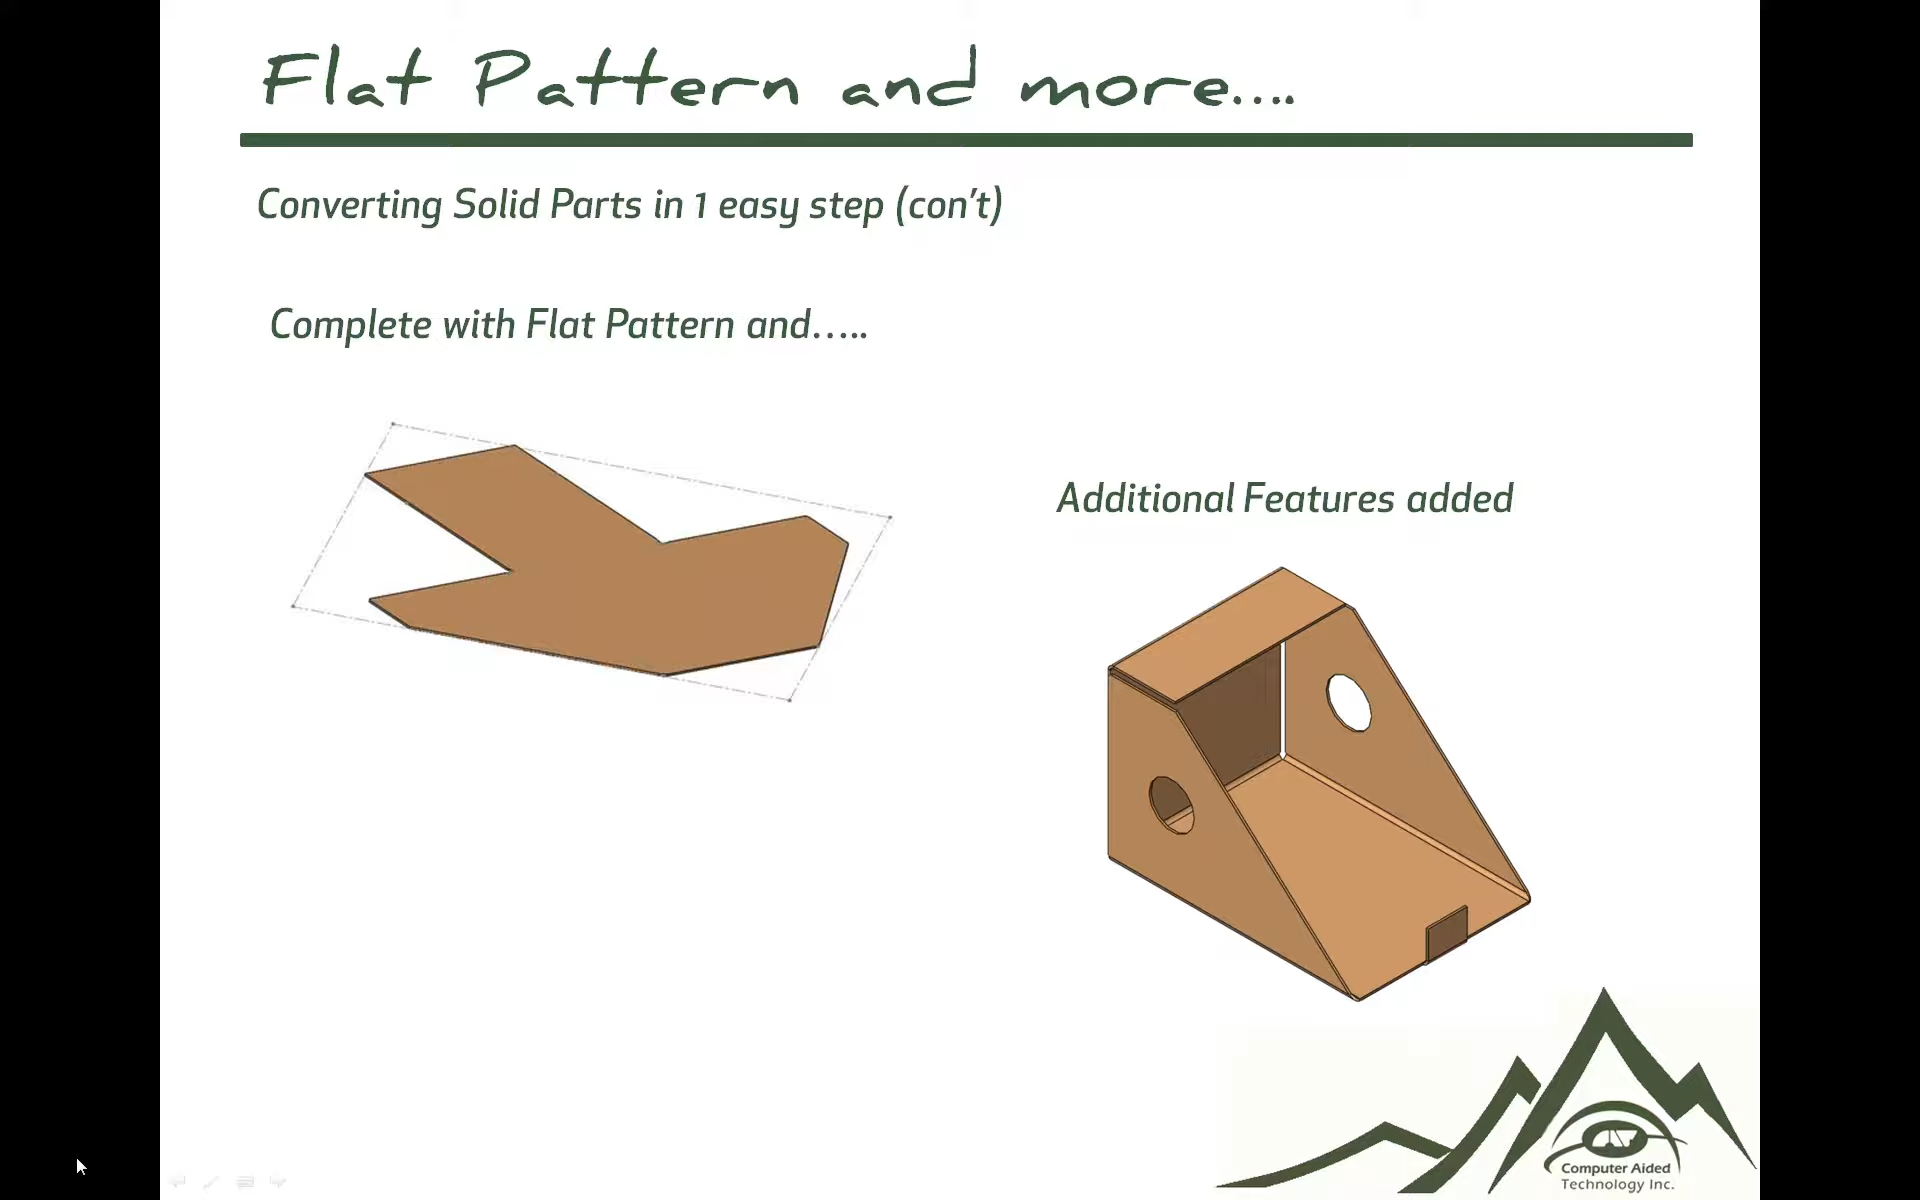 Flat Pattern and more....
Converting Solid Parts in 1 easy step (con't)
Complete with Flat Pattern and.....
Additional Features added
Computer Aided
Technology Inc.